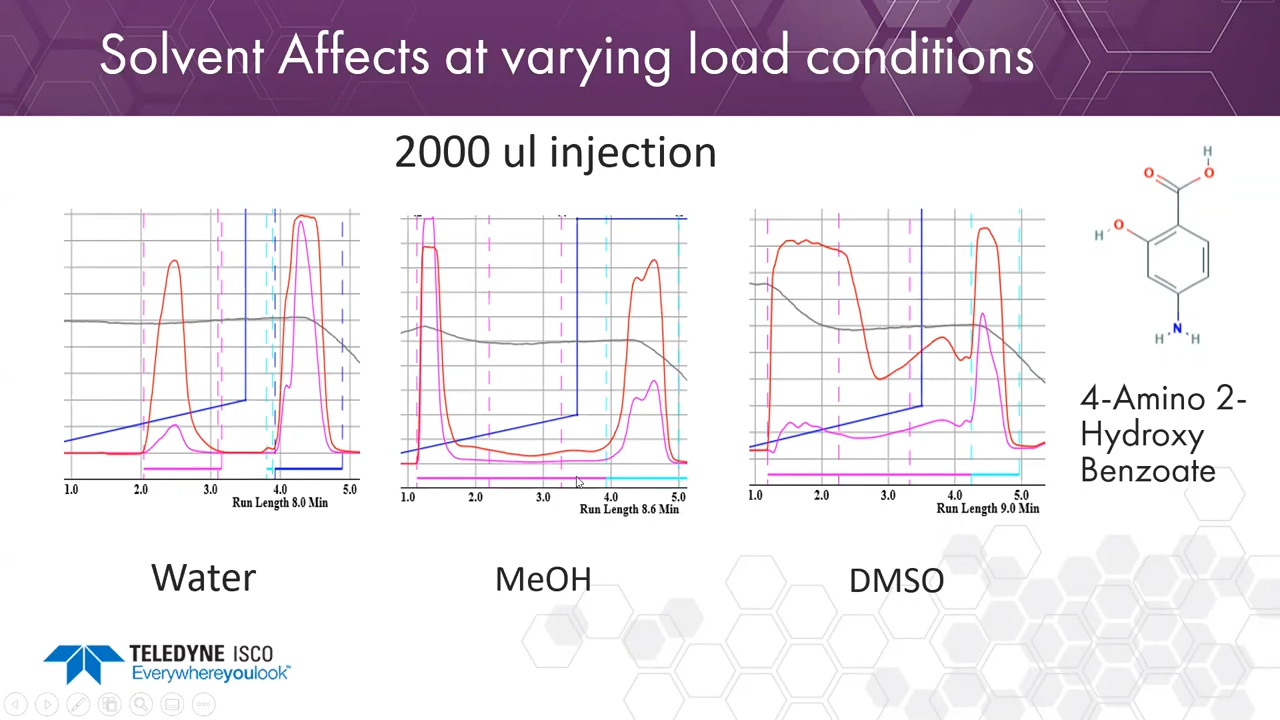 Solvent Affects at varying load conditions
2000 ul injection
1.0 2.0 3.0 4.0 5.0
Run Length 8.0 Min
1.0 2.0 3.0 4.0 5.0
Run Length 8.6 Min
1.0 2.0 3.0 4.0 5.0
Run Length 9.0 Min
H
O
O
O
H
N
H
H
4-Amino 2-
Hydroxy
Benzoate
Water
MeOH
DMSO
TELEDYNE ISCO
Everywhereyoulook™